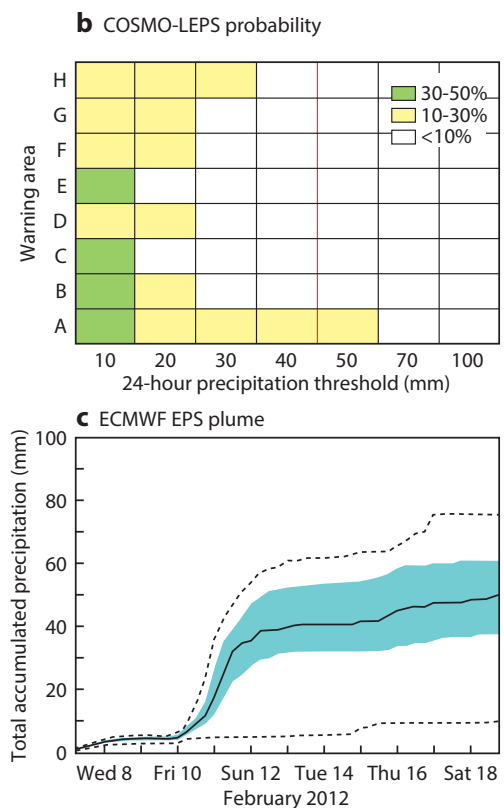 b COSMO-LEPS probability
H
G
F
E
D
C
B
A
Warning area
30-50%
10-30%
<10%
10 20 30 40 50 70 100
24-hour precipitation threshold (mm)
c ECMWF EPS plume
100
80
60
40
20
0
Total accumulated precipitation (mm)
Wed 8 Fri 10 Sun 12 Tue 14 Thu 16 Sat 18
February 2012